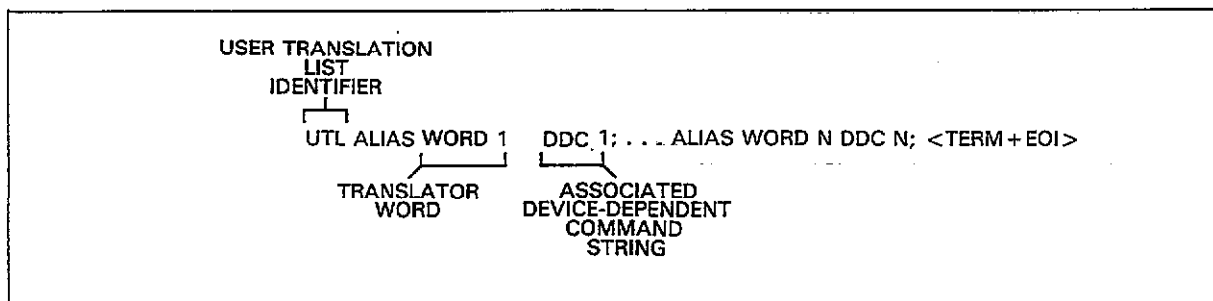 USER TRANSLATION
LIST
IDENTIFIER
UTL ALIAS WORD 1 DDC 1; . . . ALIAS WORD N DDC N; <TERM+EOI>
TRANSLATOR
WORD
ASSOCIATED
DEVICE-DEPENDENT
COMMAND
STRING